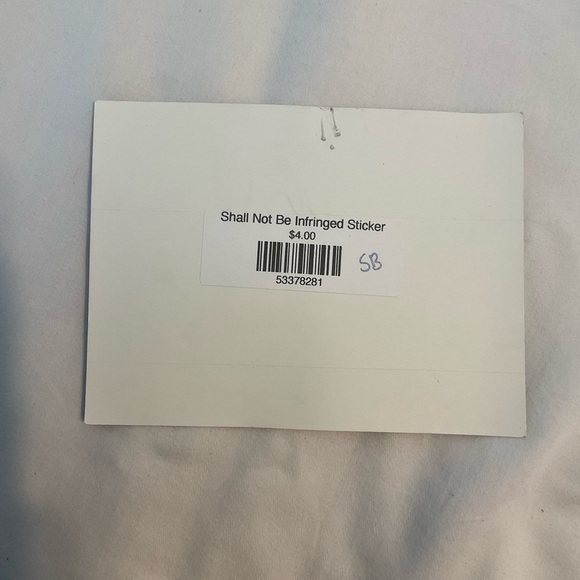 Shall Not Be Infringed Sticker
$4.00
SB
53378281